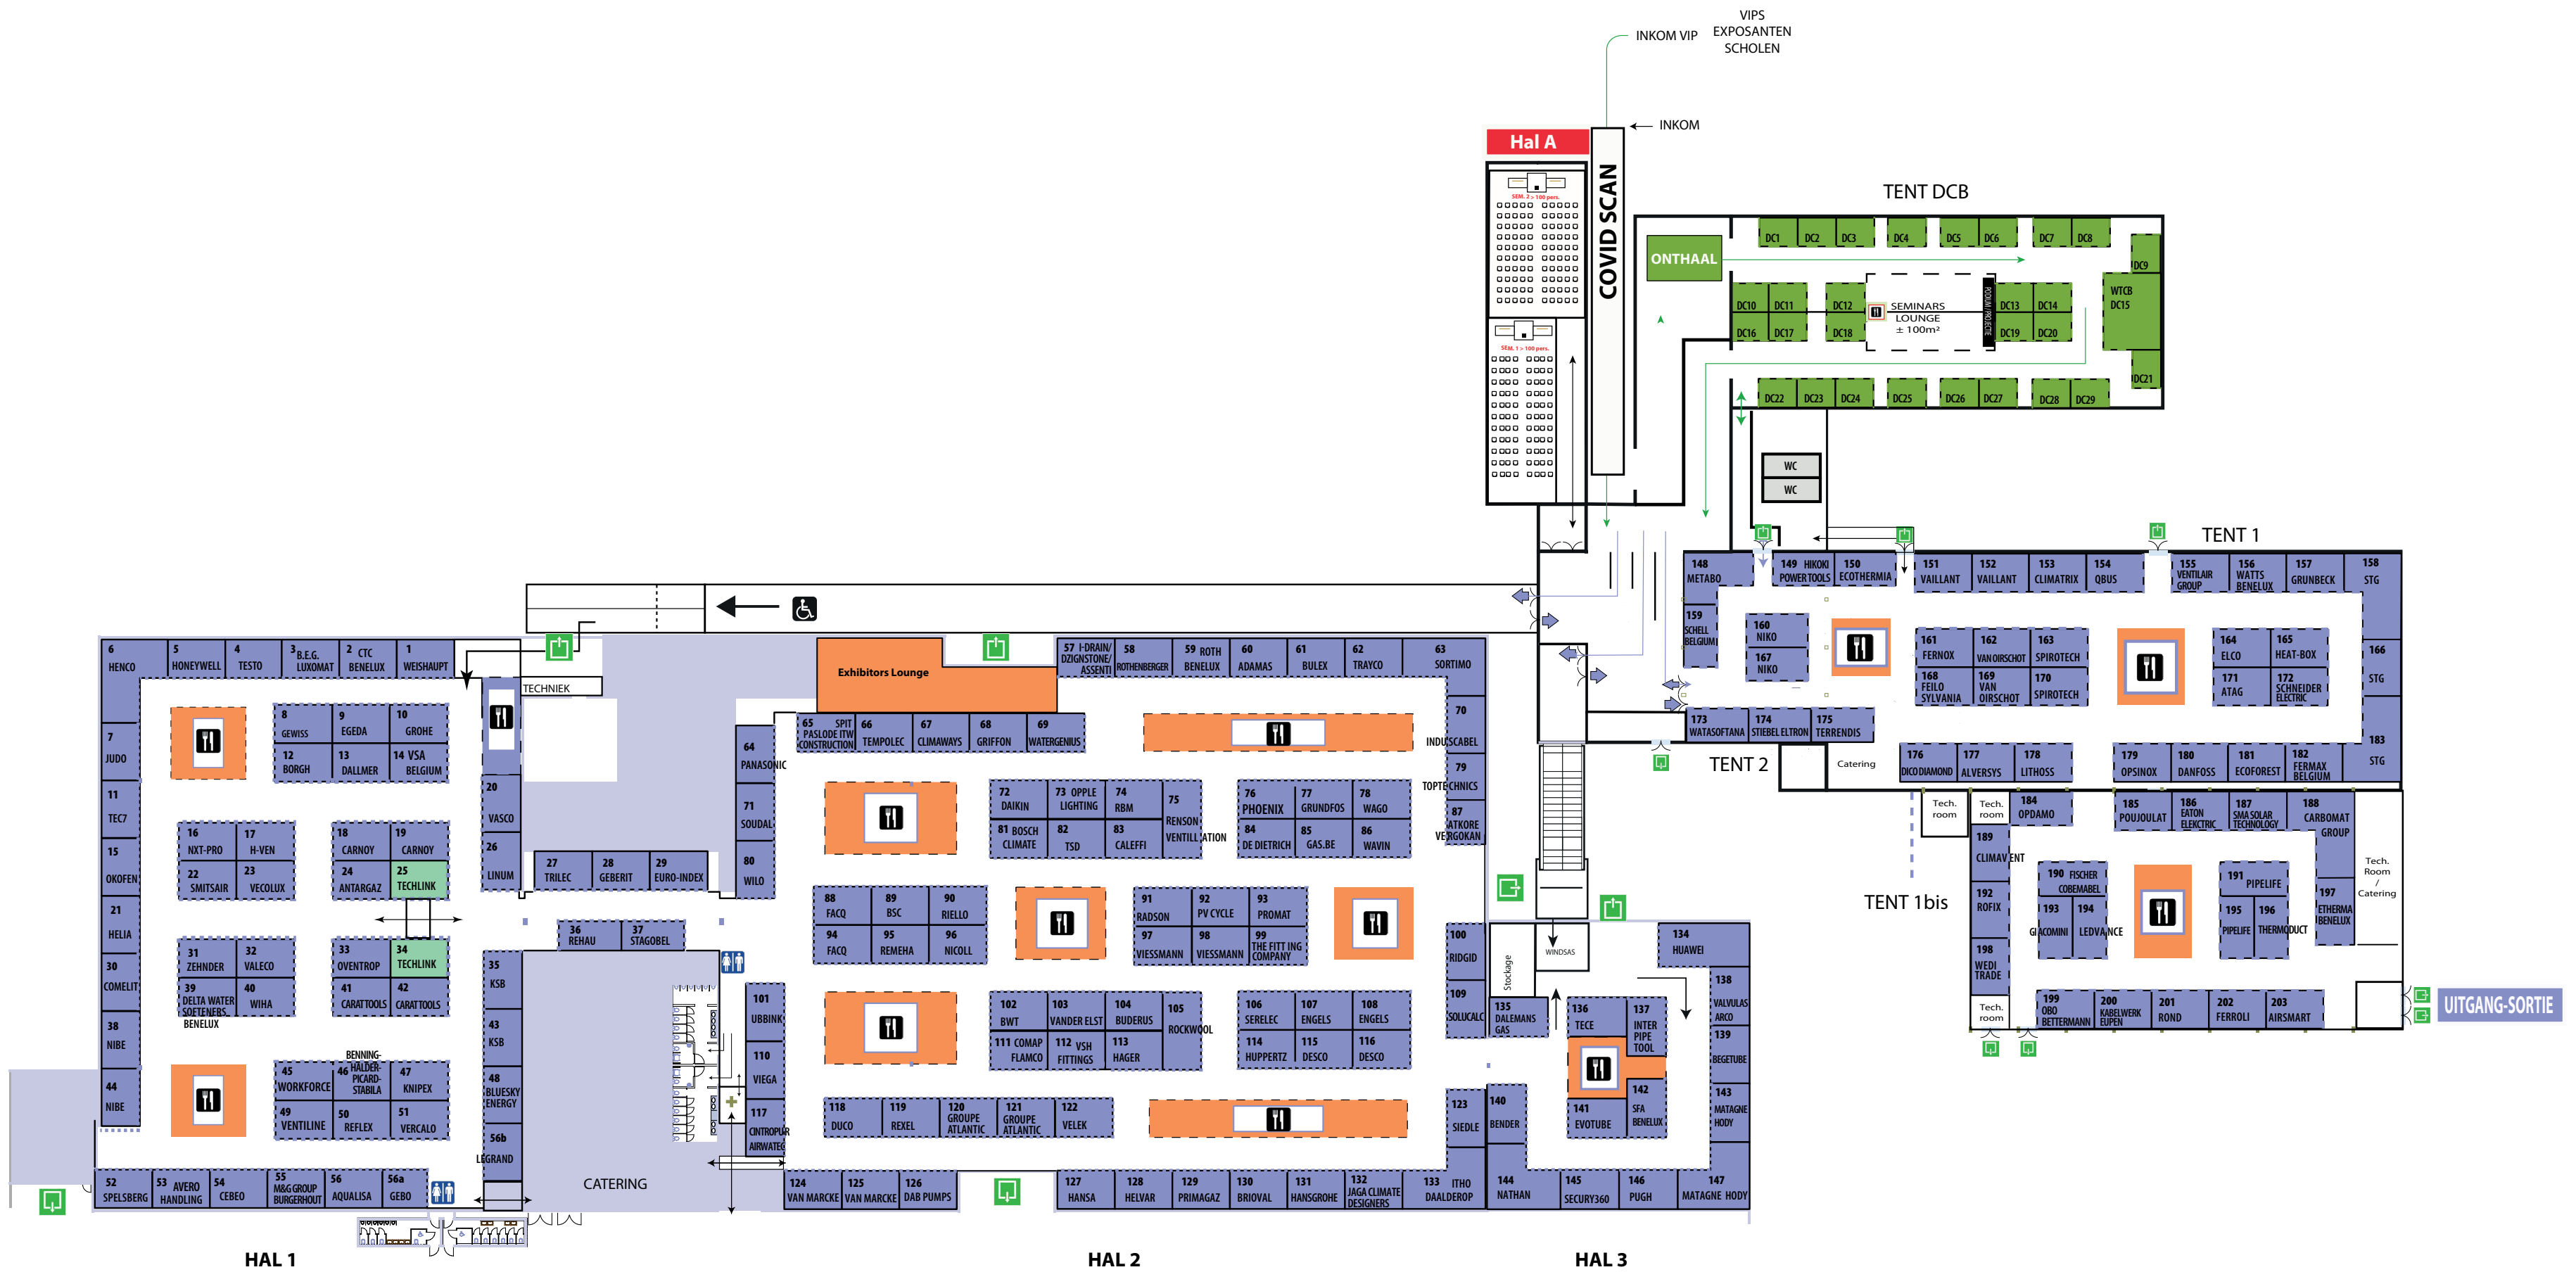 VIPS
EXPOSANTEN
SCHOLEN
INKOM VIP
INKOM
Hal A
COVID SCAN
SEM. 2 > 100 pers.
SEM. 1 > 100 pers.
TENT DCB
ONTHAAL
DC1 DC2 DC3 DC4 DC5 DC6 DC7 DC8
DC9
DC10 DC11 DC12 DC13 DC14
WTCB
DC15
SEMINARS
LOUNGE
± 100m²
PODIUM PROJECTIE
DC16 DC17 DC18 DC19 DC20
DC21
DC22 DC23 DC24 DC25 DC26 DC27 DC28 DC29
WC
WC
TENT 1
148 METABO
149 HIKOKI POWER TOOLS
150 ECOTHERMIA
151 VAILLANT
152 VAILLANT
153 CLIMATRIX
154 QBUS
155 VENTILAIR GROUP
156 WATTS BENELUX
157 GRUNBECK
158 STG
159 SCHELL BELGIUM
160 NIKO
161 FERNOX
162 VAN OIRSCHOT
163 SPIROTECH
164 ELCO
165 HEAT-BOX
166 STG
167 NIKO
168 FEILO SYLVANIA
169 VAN OIRSCHOT
170 SPIROTECH
171 ATAG
172 SCHNEIDER ELECTRIC
173 WATASOFTANA
174 STIEBEL ELTRON
175 TERRENDIS
TENT 2
Catering
176 DICO DIAMOND
177 ALVERSYS
178 LITHOSS
179 OPSINOX
180 DANFOSS
181 ECOFOREST
182 FERMAX BELGIUM
183 STG
Tech. room
Tech. room
184 OPDAMO
185 POUJOULAT
186 EATON ELEKCTRIC
187 SMA SOLAR TECHNOLOGY
188 CARBOMAT GROUP
189 CLIMAVENT
TENT 1bis
190 FISCHER COBEMABEL
191 PIPELIFE
192 ROFIX
193 GIACOMINI
194 LEDVANCE
195 PIPELIFE
196 THERMODUCT
197 ETHERMA BENELUX
Tech. Room / Catering
198 WEDI TRADE
Tech. room
199 OBO BETTERMANN
200 KABELWERK EUPEN
201 ROND
202 FERROLI
203 AIRSMART
UITGANG-SORTIE
6 HENCO
5 HONEYWELL
4 TESTO
3 B.E.G. LUXOMAT
2 CTC BENELUX
1 WEISHAUPT
TECHNIEK
7 JUDO
8 GEWISS
9 EGEDA
10 GROHE
11 TEC7
12 BORGH
13 DALLMER
14 VSA BELGIUM
15 OKOFEN
16 NXT-PRO
17 H-VEN
18 CARNOY
19 CARNOY
20 VASCO
21 HELIA
22 SMITSAIR
23 VECOLUX
24 ANTARGAZ
25 TECHLINK
26 LINUM
27 TRILEC
28 GEBERIT
29 EURO-INDEX
30 COMELIT
31 ZEHNDER
32 VALECO
33 OVENTROP
34 TECHLINK
35 KSB
36 REHAU
37 STAGOBEL
38 NIBE
39 DELTA WATER SOFTENERS BENELUX
40 WIHA
41 CARAT TOOLS
42 CARAT TOOLS
43 KSB
44 NIBE
45 WORKFORCE
46 BENNING-HALDER-PICARD-STABILA
47 KNIPEX
48 BLUESKY ENERGY
49 VENTILINE
50 REFLEX
51 VERCALO
52 SPELSBERG
53 AVERO HANDLING
54 CEBEO
55 M&G GROUP BURGERHOUT
56 AQUALISA
56a GEBO
56b LEGRAND
CATERING
HAL 1
Exhibitors Lounge
57 I-DRAIN/ DZIGNSTONE/ ASSENTI
58 ROTHENBERGER
59 ROTH BENELUX
60 ADAMAS
61 BULEX
62 TRAYCO
63 SORTIMO
64 PANASONIC
65 SPIT PASLODE ITW CONSTRUCTION
66 TEMPOLEC
67 CLIMAWAYS
68 GRIFFON
69 WATERGENIUS
70 INDUSCABEL
71 SOUDAL
72 DAIKIN
73 OPPLE LIGHTING
74 RBM
75 RENSON VENTILLATION
76 PHOENIX
77 GRUNDFOS
78 WAGO
79 TOPTECHNICS
80 WILO
81 BOSCH CLIMATE
82 TSD
83 CALEFFI
84 DE DIETRICH
85 GAS.BE
86 WAVIN
87 ATKORE VERGOKAN
88 FACQ
89 BSC
90 RIELLO
91 RADSON
92 PV CYCLE
93 PROMAT
94 FACQ
95 REMEHA
96 NICOLL
97 VIESSMANN
98 VIESSMANN
99 THE FITT ING COMPANY
100 RIDGID
101 UBBINK
102 BWT
103 VANDER ELST
104 BUDERUS
105 ROCKWOOL
106 SERELEC
107 ENGELS
108 ENGELS
109 SOLUCALC
110 VIEGA
111 COMAP FLAMCO
112 VSH FITTINGS
113 HAGER
114 HUPPERTZ
115 DESCO
116 DESCO
117 CINTROPUR AIRWATEC
118 DUCO
119 REXEL
120 GROUPE ATLANTIC
121 GROUPE ATLANTIC
122 VELEK
123 SIEDLE
124 VAN MARCKE
125 VAN MARCKE
126 DAB PUMPS
127 HANSA
128 HELVAR
129 PRIMAGAZ
130 BRIOVAL
131 HANSGROHE
132 JAGA CLIMATE DESIGNERS
133 ITHO DAALDEROP
HAL 2
Stockage
WINDSAS
134 HUAWEI
135 DALEMANS GAS
136 TECE
137 INTER PIPE TOOL
138 VALVULAS ARCO
139 BEGETUBE
140 BENDER
141 EVOTUBE
142 SFA BENELUX
143 MATAGNE HODY
144 NATHAN
145 SECURY360
146 PUGH
147 MATAGNE HODY
HAL 3